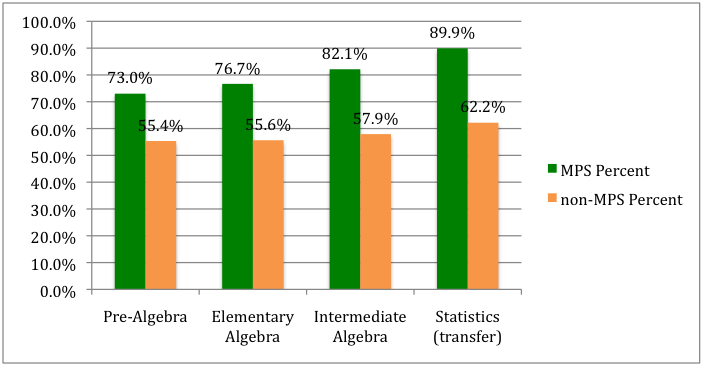 100.0%
90.0%
80.0%
70.0%
60.0%
50.0%
40.0%
30.0%
20.0%
10.0%
0.0%
73.0%
55.4%
76.7%
55.6%
82.1%
57.9%
89.9%
62.2%
Pre-Algebra
Elementary
Algebra
Intermediate
Algebra
Statistics
(transfer)
MPS Percent
non-MPS Percent